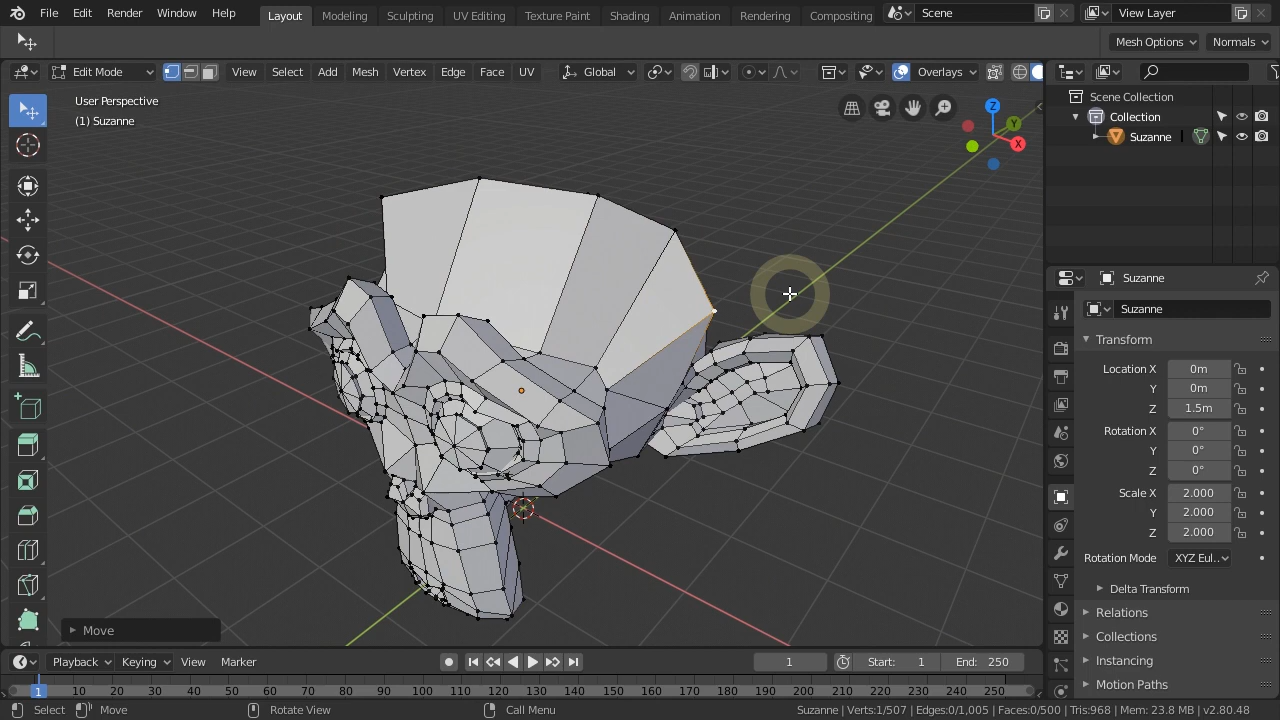 File Edit Render Window Help Layout Modeling Sculpting UV Editing Texture Paint Shading Animation Rendering Compositing Scene View Layer
Mesh Options Normals
Edit Mode View Select Add Mesh Vertex Edge Face UV Global Overlays
User Perspective
(1) Suzanne
Z
Y
X
Scene Collection
Collection
Suzanne
Suzanne
Suzanne
Transform
Location X 0m
Y 0m
Z 1.5m
Rotation X 0°
Y 0°
Z 0°
Scale X 2.000
Y 2.000
Z 2.000
Rotation Mode XYZ Eul..
Delta Transform
Relations
Collections
Instancing
Motion Paths
Move
Playback Keying View Marker 1 Start: 1 End: 250
1 10 20 30 40 50 60 70 80 90 100 110 120 130 140 150 160 170 180 190 200 210 220 230 240 250
Select Move Rotate View Call Menu Suzanne | Verts:1/507 | Edges:0/1,005 | Faces:0/500 | Tris:968 | Mem: 23.8 MB | v2.80.48